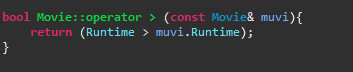 bool Movie::operator > (const Movie& muvi){
    return (Runtime > muvi.Runtime);
}